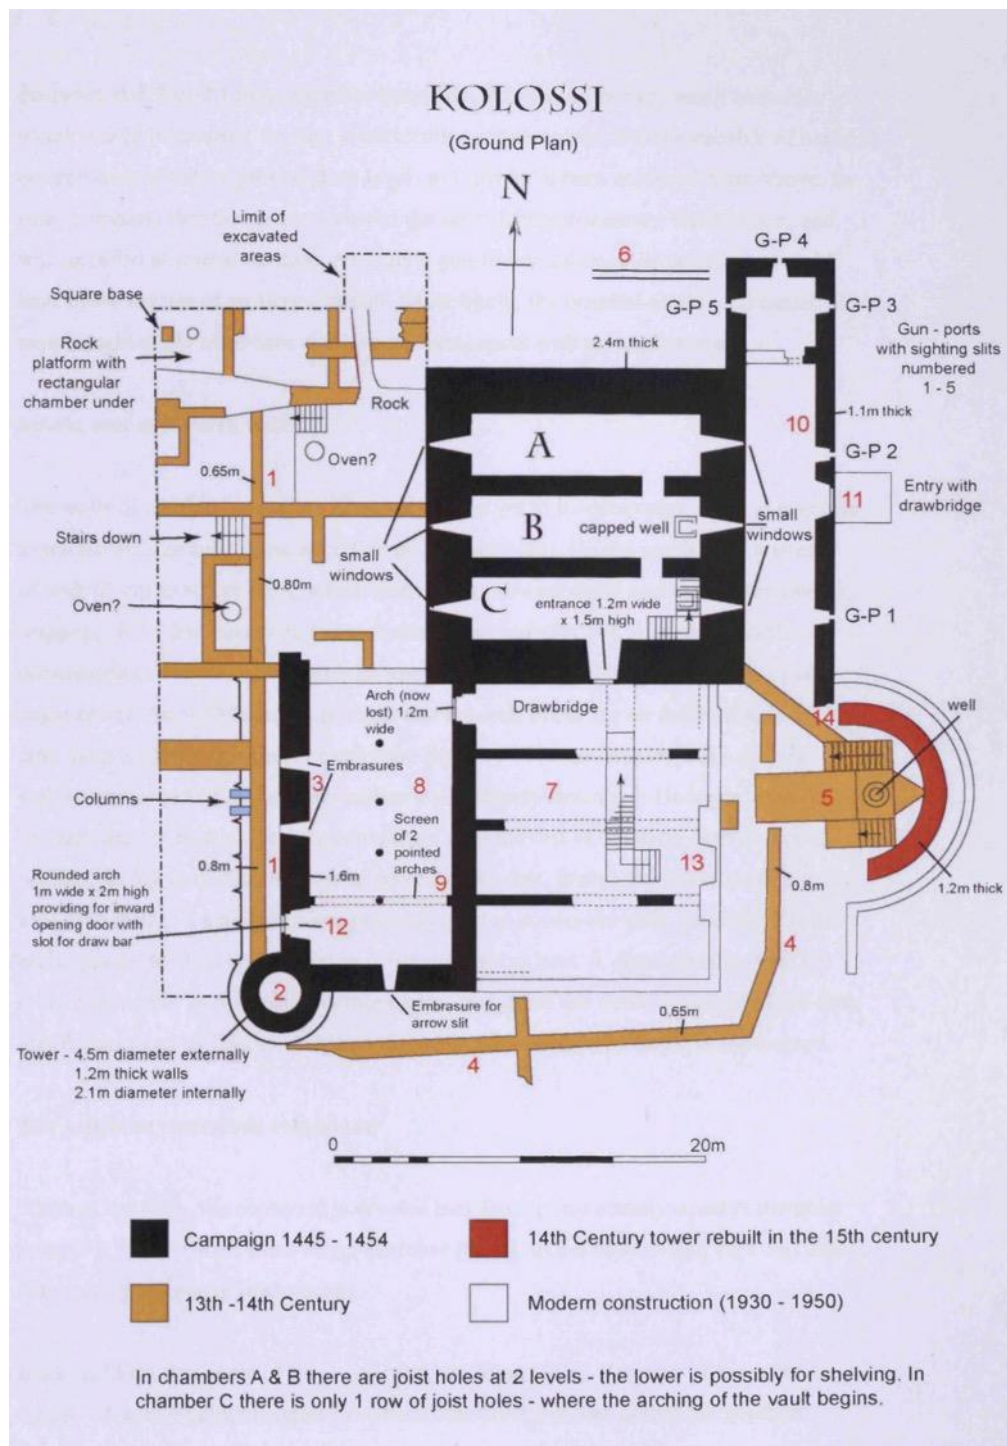 KOLOSSI
(Ground Plan)
N
Limit of
excavated
areas
6
G-P 4
G-P 5
G-P 3
Square base
Rock
platform with
rectangular
chamber under
2.4m thick
Gun - ports
with sighting slits
numbered
1 - 5
Rock
10
1.1m thick
A
Oven?
0.65m
1
G-P 2
11
Entry with
drawbridge
B
capped well
small
windows
small
windows
Stairs down
0.80m
Oven?
C
entrance 1.2m wide
x 1.5m high
G-P 1
Arch (now
lost) 1.2m
wide
Drawbridge
14
well
Embrasures
3
8
7
5
Columns
Screen
of 2
pointed
arches
13
0.8m
1
1.6m
9
0.8m
1.2m thick
Rounded arch
1m wide x 2m high
providing for inward
opening door with
slot for draw bar
12
4
2
Embrasure for
arrow slit
0.65m
4
Tower - 4.5m diameter externally
1.2m thick walls
2.1m diameter internally
0
20m
Campaign 1445 - 1454
14th Century tower rebuilt in the 15th century
13th -14th Century
Modern construction (1930 - 1950)
In chambers A & B there are joist holes at 2 levels - the lower is possibly for shelving. In
chamber C there is only 1 row of joist holes - where the arching of the vault begins.